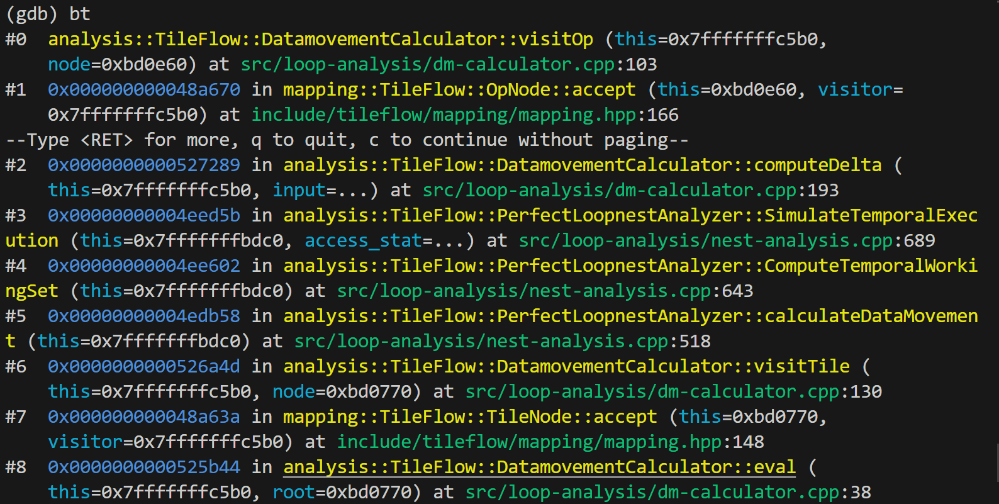 (gdb) bt
#0  analysis::TileFlow::DatamovementCalculator::visitOp (this=0x7fffffffc5b0,
    node=0xbd0e60) at src/loop-analysis/dm-calculator.cpp:103
#1  0x000000000048a670 in mapping::TileFlow::OpNode::accept (this=0xbd0e60, visitor=
    0x7fffffffc5b0) at include/tileflow/mapping/mapping.hpp:166
--Type <RET> for more, q to quit, c to continue without paging--
#2  0x0000000000527289 in analysis::TileFlow::DatamovementCalculator::computeDelta (
    this=0x7fffffffc5b0, input=...) at src/loop-analysis/dm-calculator.cpp:193
#3  0x00000000004eed5b in analysis::TileFlow::PerfectLoopnestAnalyzer::SimulateTemporalExec
ution (this=0x7fffffffbdc0, access_stat=...) at src/loop-analysis/nest-analysis.cpp:689
#4  0x00000000004ee602 in analysis::TileFlow::PerfectLoopnestAnalyzer::ComputeTemporalWorki
ngSet (this=0x7fffffffbdc0) at src/loop-analysis/nest-analysis.cpp:643
#5  0x00000000004edb58 in analysis::TileFlow::PerfectLoopnestAnalyzer::calculateDataMovemen
t (this=0x7fffffffbdc0) at src/loop-analysis/nest-analysis.cpp:518
#6  0x0000000000526a4d in analysis::TileFlow::DatamovementCalculator::visitTile (
    this=0x7fffffffc5b0, node=0xbd0770) at src/loop-analysis/dm-calculator.cpp:130
#7  0x000000000048a63a in mapping::TileFlow::TileNode::accept (this=0xbd0770,
    visitor=0x7fffffffc5b0) at include/tileflow/mapping/mapping.hpp:148
#8  0x0000000000525b44 in analysis::TileFlow::DatamovementCalculator::eval (
    this=0x7fffffffc5b0, root=0xbd0770) at src/loop-analysis/dm-calculator.cpp:38